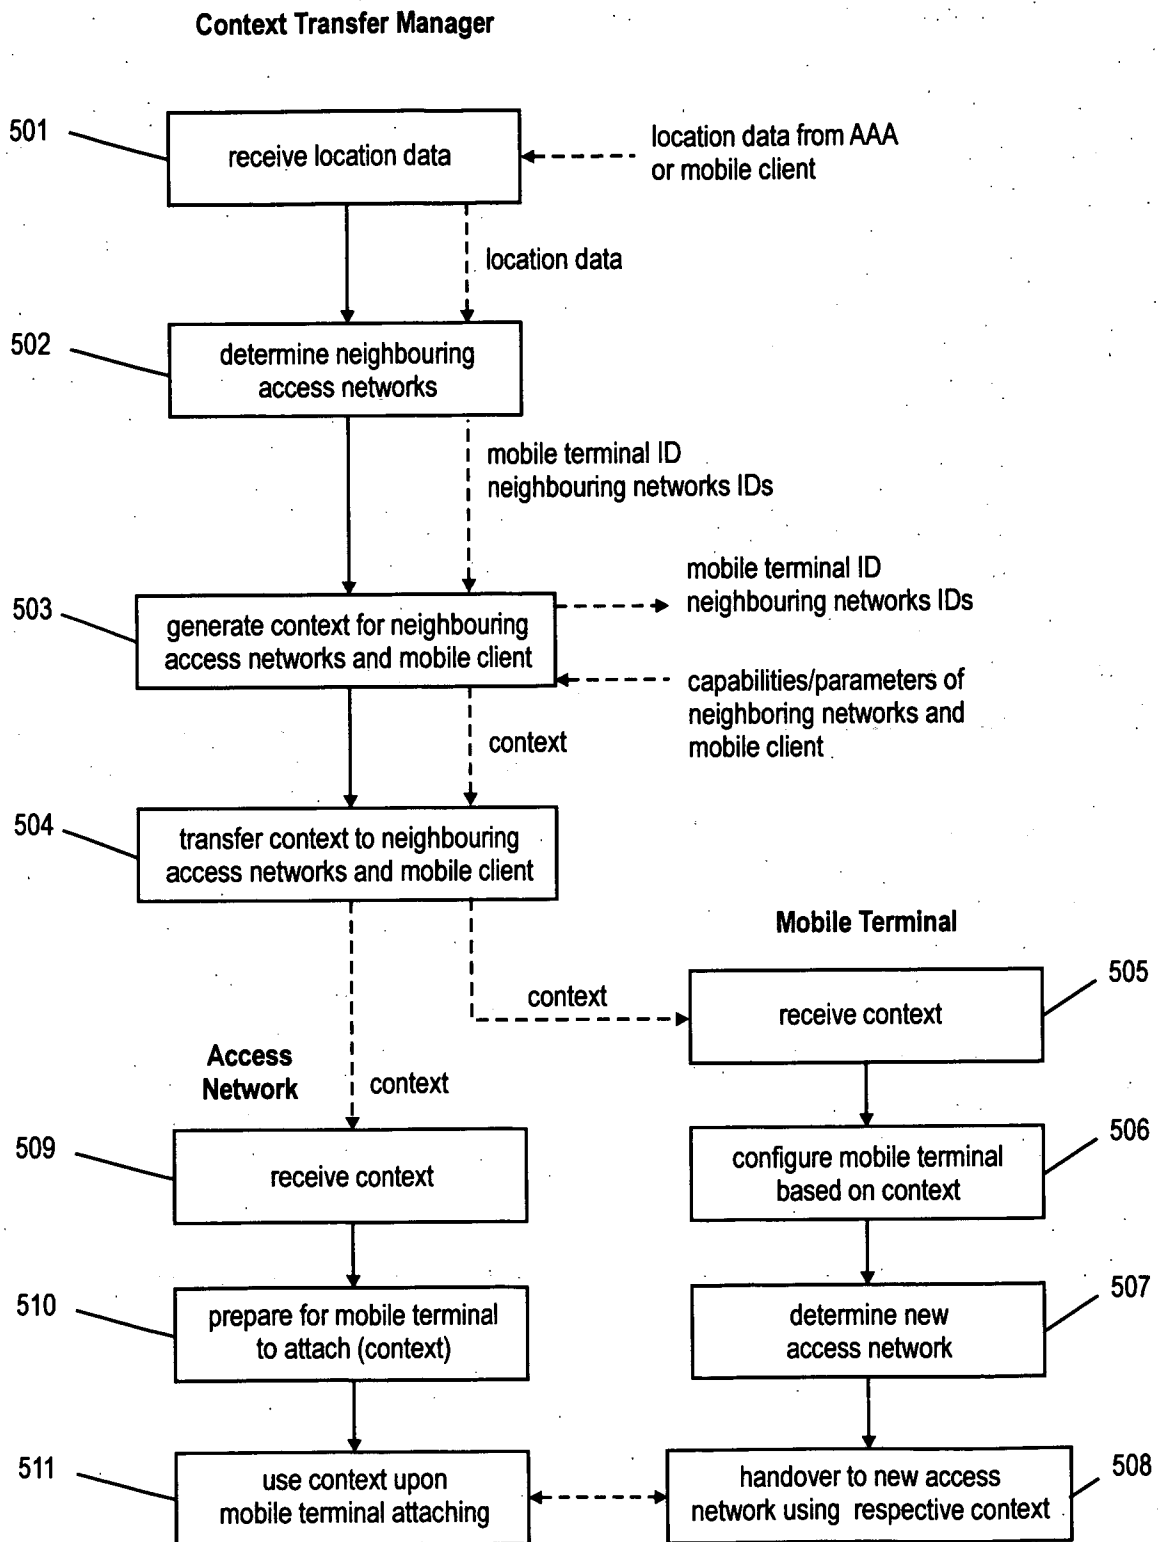 Context Transfer Manager
501
receive location data
location data from AAA
or mobile client
location data
502
determine neighbouring
access networks
mobile terminal ID
neighbouring networks IDs
503
generate context for neighbouring
access networks and mobile client
mobile terminal ID
neighbouring networks IDs
capabilities/parameters of
neighboring networks and
mobile client
context
504
transfer context to neighbouring
access networks and mobile client
Mobile Terminal
context
505
receive context
Access
Network
context
509
receive context
506
configure mobile terminal
based on context
510
prepare for mobile terminal
to attach (context)
507
determine new
access network
511
use context upon
mobile terminal attaching
508
handover to new access
network using respective context